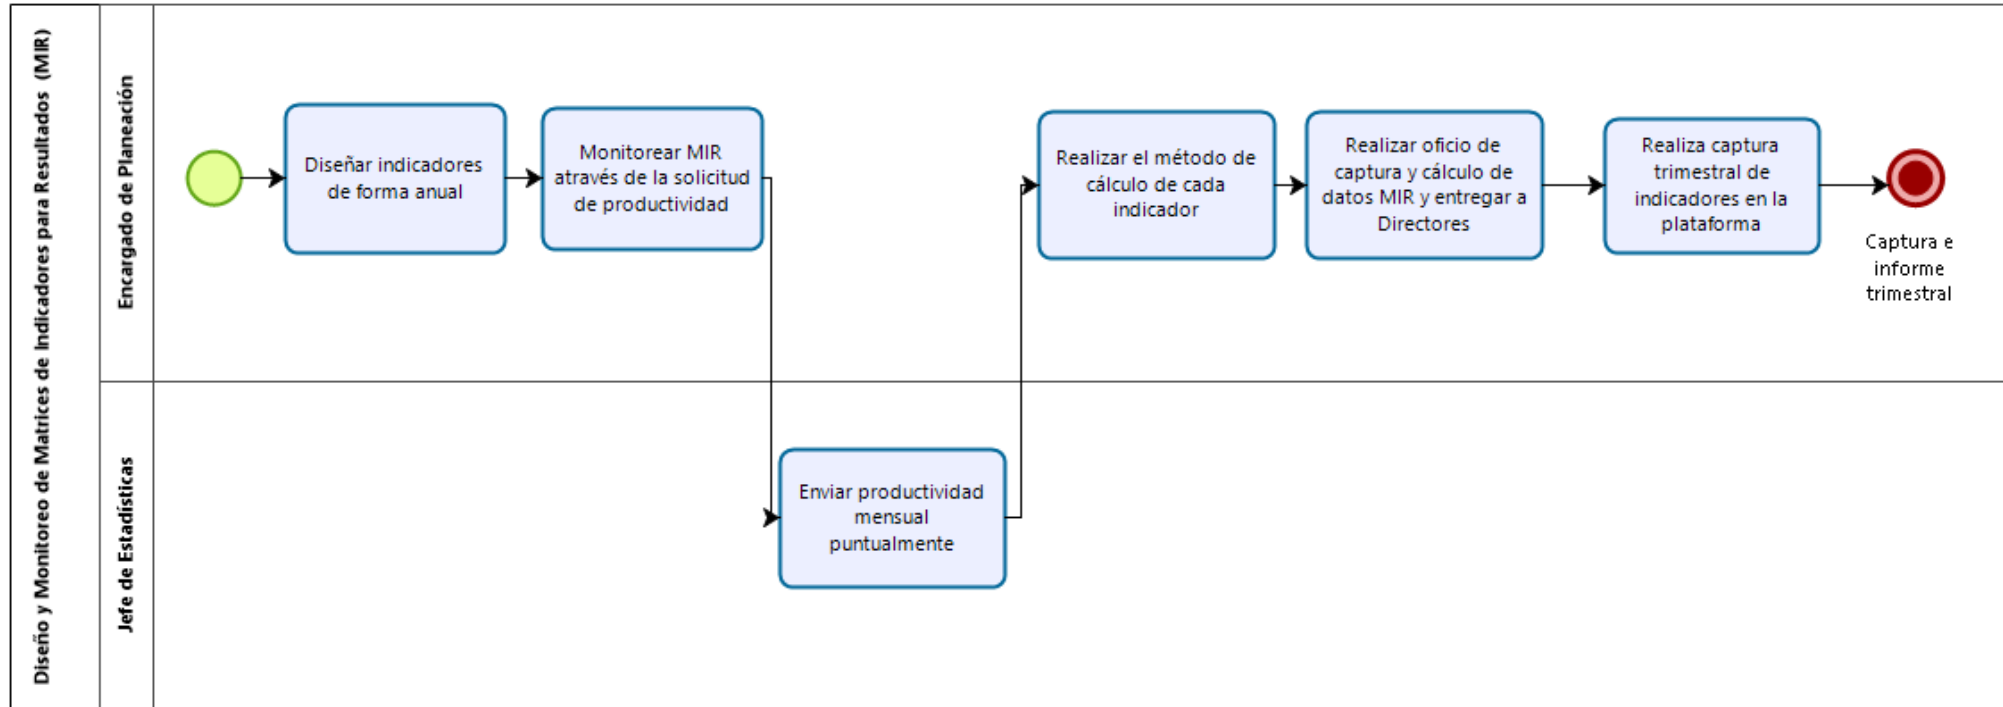 Diseño y Monitoreo de Matrices de Indicadores para Resultados (MIR)
Encargado de Planeación
Diseñar indicadores
de forma anual
Monitorear MIR
através de la solicitud
de productividad
Realizar el método de
cálculo de cada
indicador
Realizar oficio de
captura y cálculo de
datos MIR y entregar a
Directores
Realiza captura
trimestral de
indicadores en la
plataforma
Captura e
informe
trimestral
Jefe de Estadísticas
Enviar productividad
mensual
puntualmente